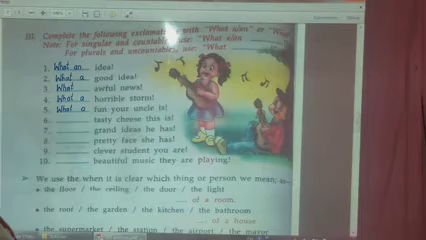 III. Complete the following exclamations with "What a/an" or "What
Note: For singular and countable, use: "What a/an
For plurals and uncountables, use: "What
1. What an idea!
2. What a good idea!
3. What awful news!
4. What a horrible storm!
5. What a fun your uncle is!
6. tasty cheese this is!
7. grand ideas he has!
8. pretty face she has!
9. clever student you are!
10. beautiful music they are playing!
➢ We use the when it is clear which thing or person we mean;
• the floor / the ceiling / the door / the light
.... of a room.
• the roof / the garden / the kitchen / the bathroom
.... of a house
• the supermarket / the station / the airport / the mayor